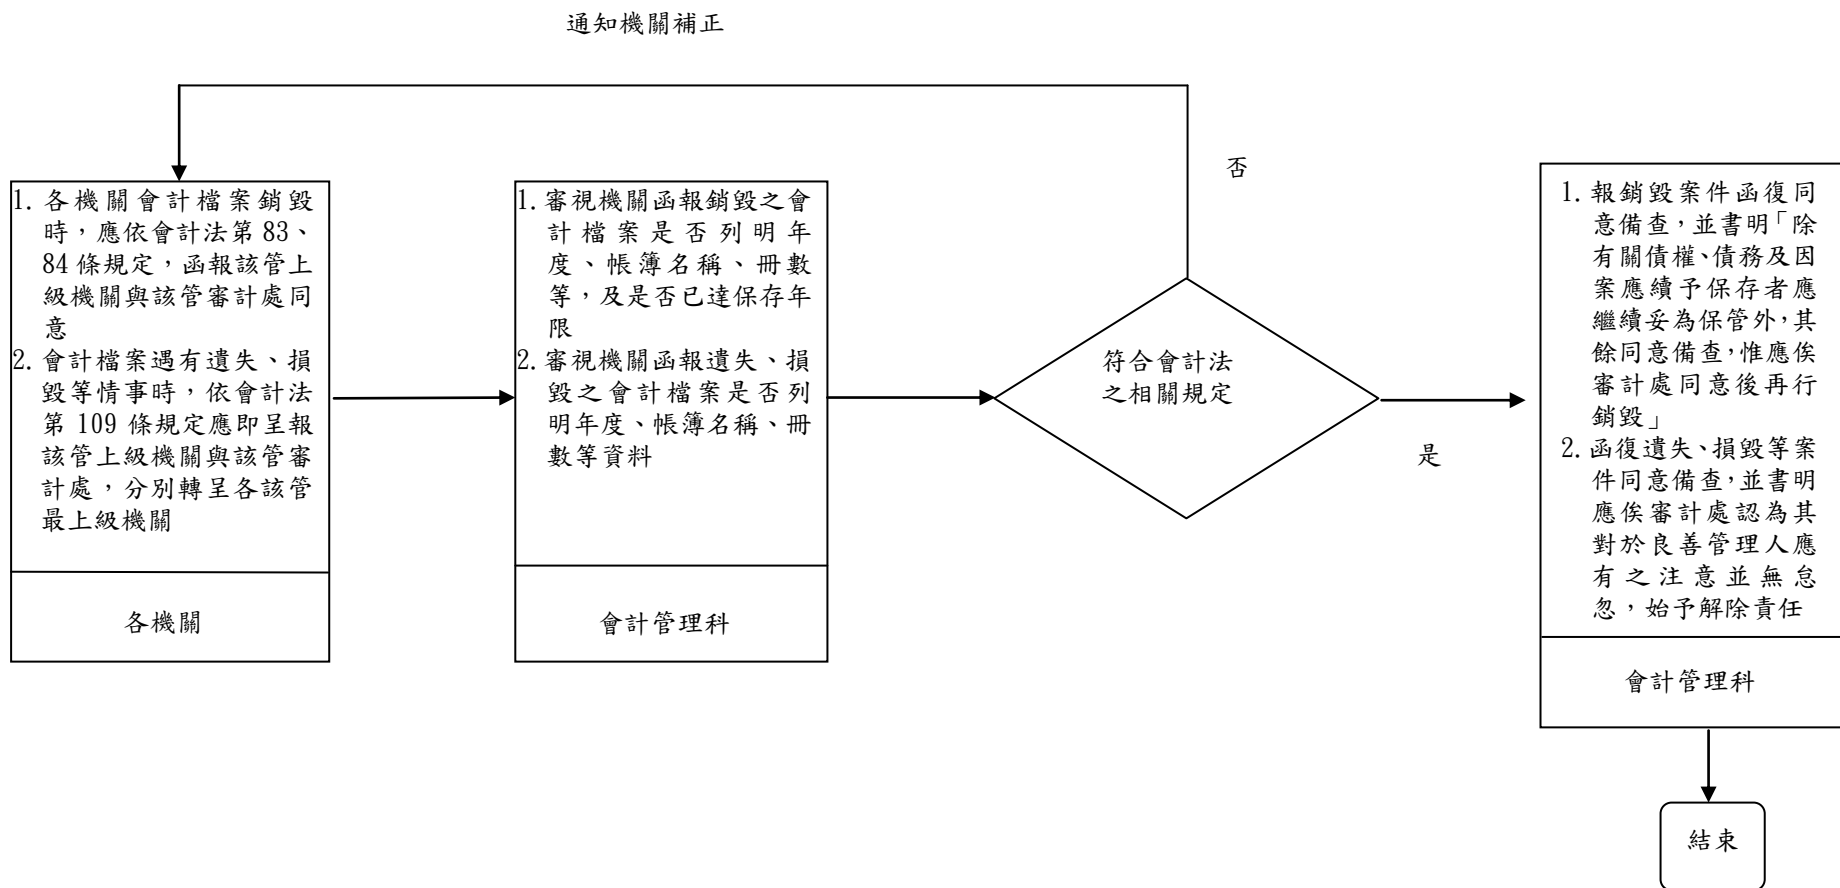 通知機關補正
1. 各機關會計檔案銷毀
時，應依會計法第 83、
84 條規定，函報該管上
級機關與該管審計處同
意
2. 會計檔案遇有遺失、損
毀等情事時，依會計法
第 109 條規定應即呈報
該管上級機關與該管審
計處，分別轉呈各該管
最上級機關
各機關
1. 審視機關函報銷毀之會
計檔案是否列明年
度、帳簿名稱、冊數
等，及是否已達保存年
限
2. 審視機關函報遺失、損
毀之會計檔案是否列
明年度、帳簿名稱、冊
數等資料
會計管理科
符合會計法
之相關規定
否
是
1. 報銷毀案件函復同
意備查，並書明「除
有關債權、債務及因
案應續予保存者應
繼續妥為保管外，其
餘同意備查，惟應俟
審計處同意後再行
銷毀」
2. 函復遺失、損毀等案
件同意備查，並書明
應俟審計處認為其
對於良善管理人應
有之注意並無怠
忽，始予解除責任
會計管理科
結束